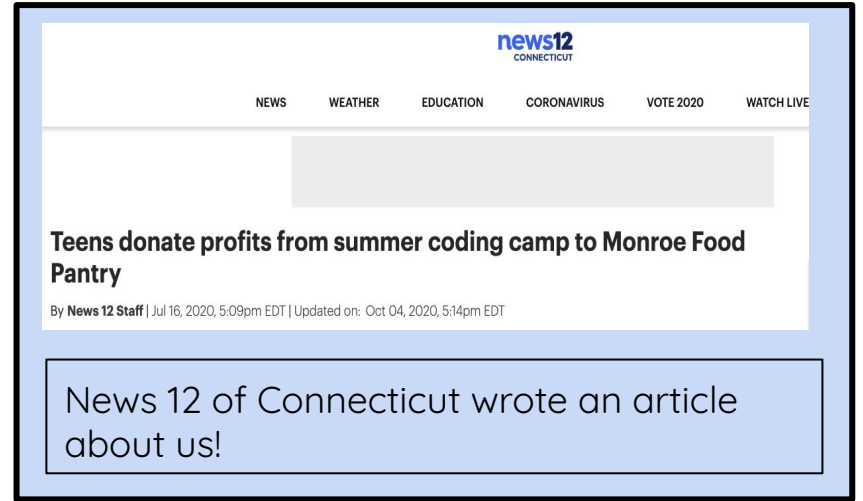 news12
CONNECTICUT
NEWS WEATHER EDUCATION CORONAVIRUS VOTE 2020 WATCH LIVE
Teens donate profits from summer coding camp to Monroe Food
Pantry
By News 12 Staff | Jul 16, 2020, 5:09pm EDT | Updated on: Oct 04, 2020, 5:14pm EDT
News 12 of Connecticut wrote an article
about us!